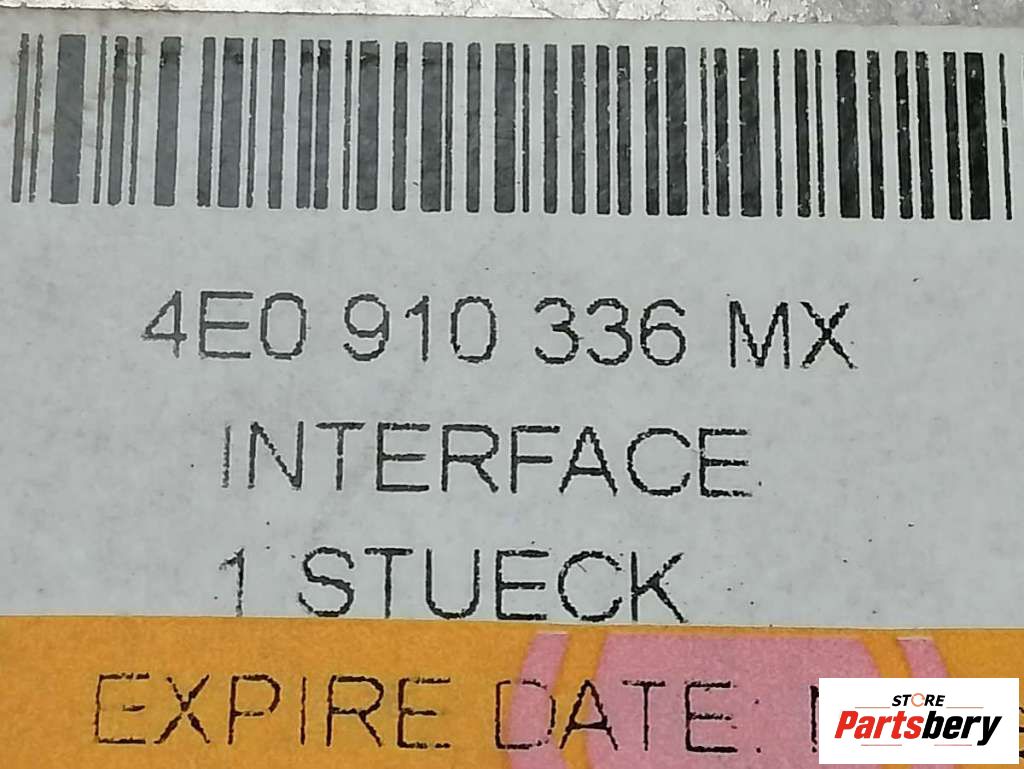 4E0 910 336 MX
INTERFACE
1 STUECK
EXPIRE DATE:
STORE
Partsbery